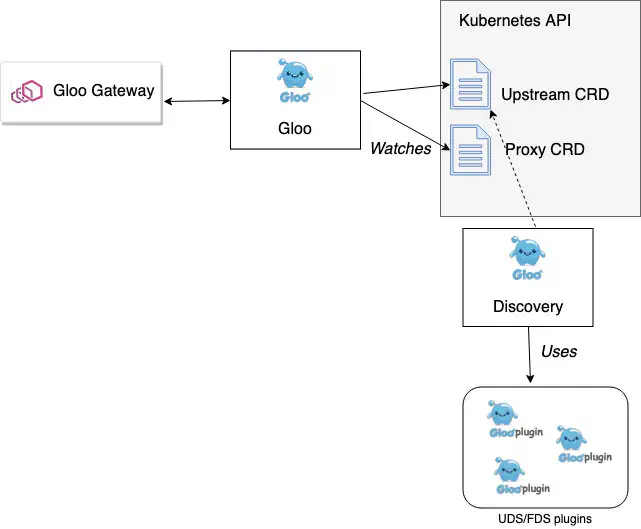 Kubernetes API
Gloo Gateway
Gloo
Gloo
Upstream CRD
Watches
Proxy CRD
Gloo
Discovery
Uses
Gloo plugin
Gloo plugin
Gloo plugin
UDS/FDS plugins